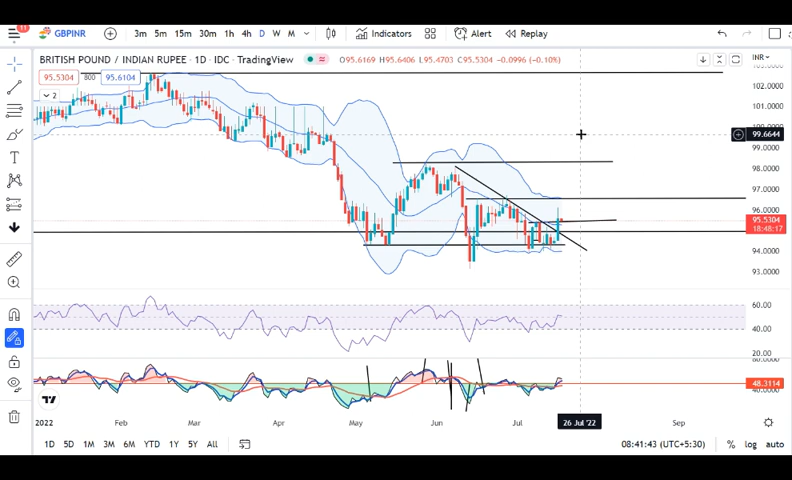 11
GBPINR
3m 5m 15m 30m 1h 4h D W M
Indicators
Alert
Replay
BRITISH POUND / INDIAN RUPEE · 1D · IDC · TradingView
O95.6169 H95.6406 L95.4703 C95.5304 -0.0996 (-0.10%)
INR
95.5304 800 95.6104
2
102.0000
101.0000
100.0000
99.6644
98.0000
97.0000
96.0000
95.5304
18:48:17
94.0000
93.0000
60.00
40.00
20.00
48.3114
2022 Feb Mar Apr May Jun Jul 26 Jul '22 Sep
1D 5D 1M 3M 6M YTD 1Y 5Y All
08:41:43 (UTC+5:30) % log auto